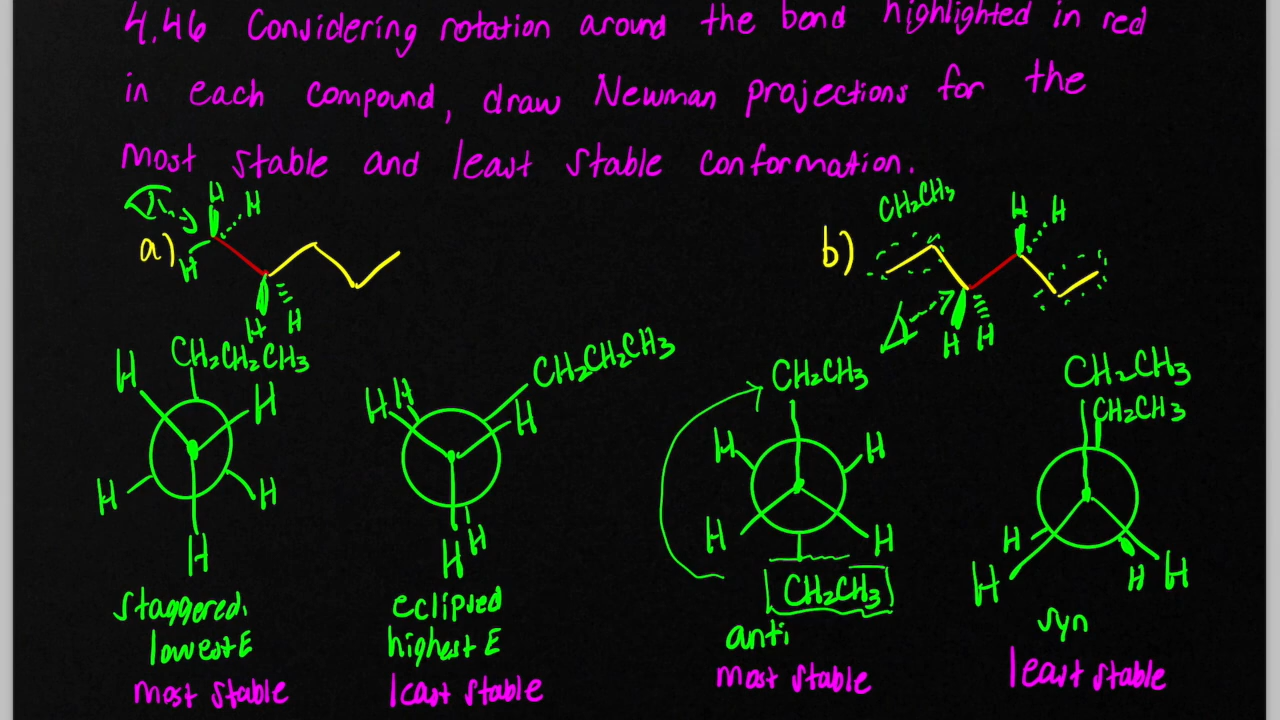 4.46 Considering rotation around the bond highlighted in red
in each compound, draw Newman projections for the
most stable and least stable conformation.
a)
H H
H
H H
b)
CH₂CH₃
H H
H H
H CH₂CH₂CH₃
H
H H
H
staggered,
lowest E
most stable
H H CH₂CH₂CH₃
H
H H
eclipsed
highest E
least stable
CH₂CH₃
H H
H H
CH₂CH₃
anti
most stable
CH₂CH₃
CH₂CH₃
H
H H H
syn
least stable